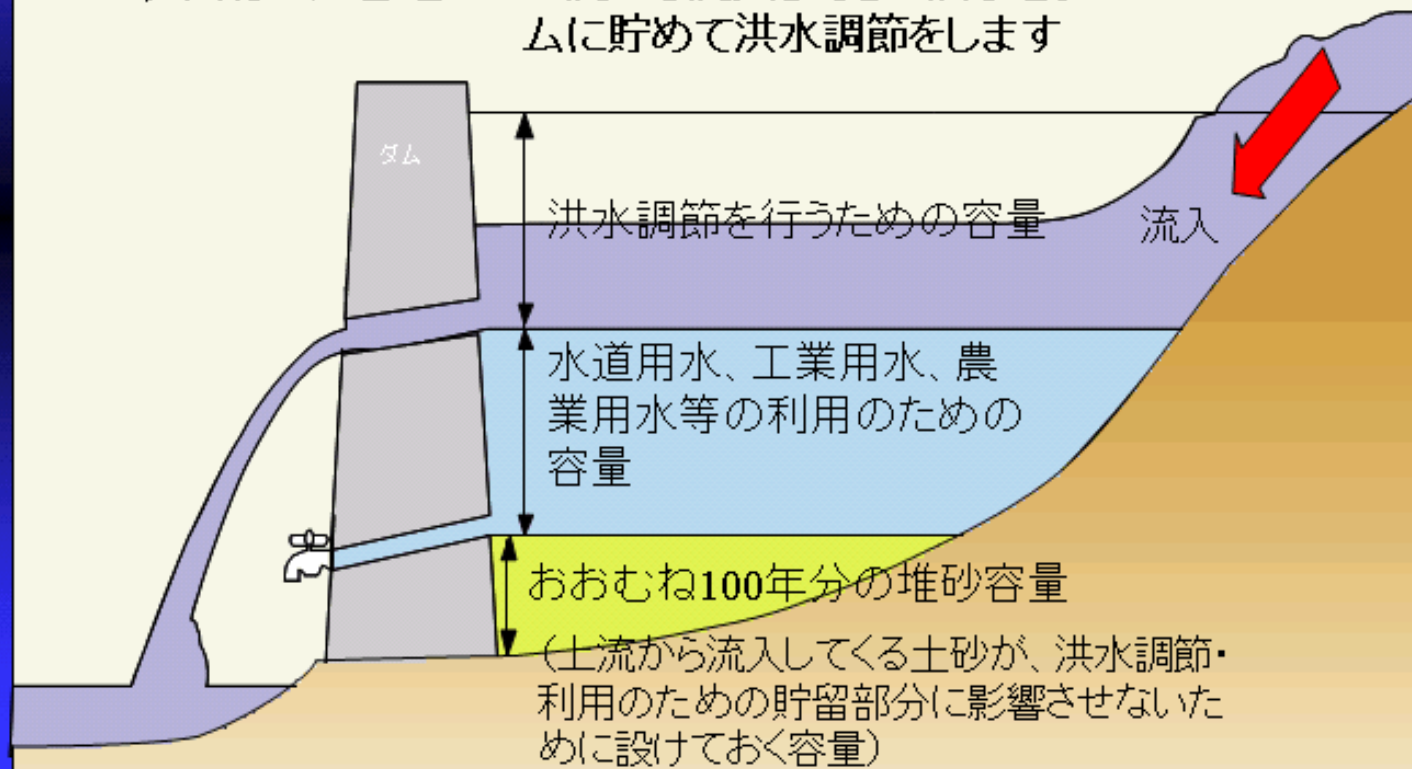 ムに貯めて洪水調節をします
ダム
洪水調節を行うための容量
流入
水道用水、工業用水、農
業用水等の利用のための
容量
おおむね100年分の堆砂容量
(上流から流入してくる土砂が、洪水調節・
利用のための貯留部分に影響させないた
めに設けておく容量)